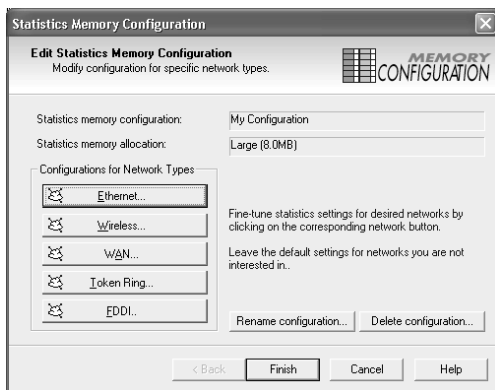 Statistics Memory Configuration
Edit Statistics Memory Configuration
Modify configuration for specific network types.
MEMORY
CONFIGURATION
Statistics memory configuration:
My Configuration
Statistics memory allocation:
Large (8.0MB)
Configurations for Network Types
Ethernet...
Wireless...
WAN...
Token Ring...
FDDI..
Fine-tune statistics settings for desired networks by
clicking on the corresponding network button.
Leave the default settings for networks you are not
interested in..
Rename configuration...
Delete configuration...
< Back
Finish
Cancel
Help